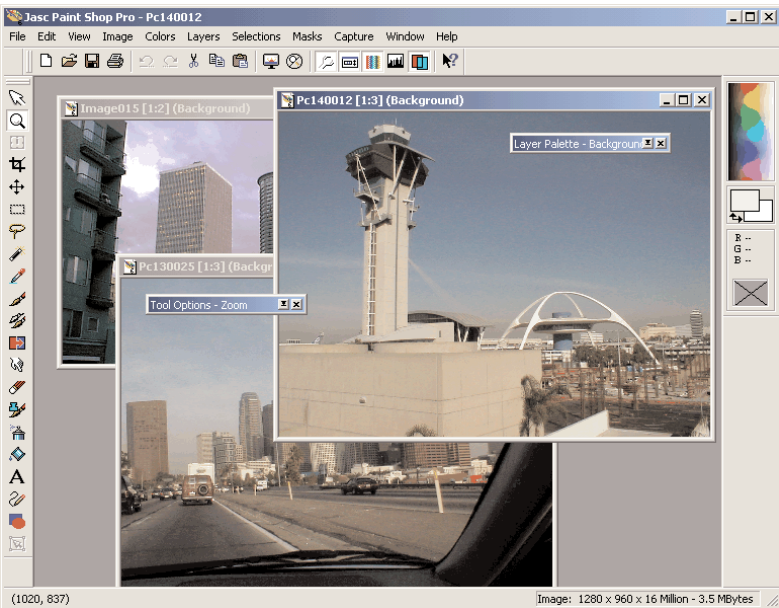 Jasc Paint Shop Pro - Pc140012
File Edit View Image Colors Layers Selections Masks Capture Window Help
Image015 [1:2] (Background)
Pc140012 [1:3] (Background)
Layer Palette - Background
Pc130025 [1:3] (Backgr
Tool Options - Zoom
R --
G --
B --
A
(1020, 837)
Image: 1280 x 960 x 16 Million - 3.5 MBytes